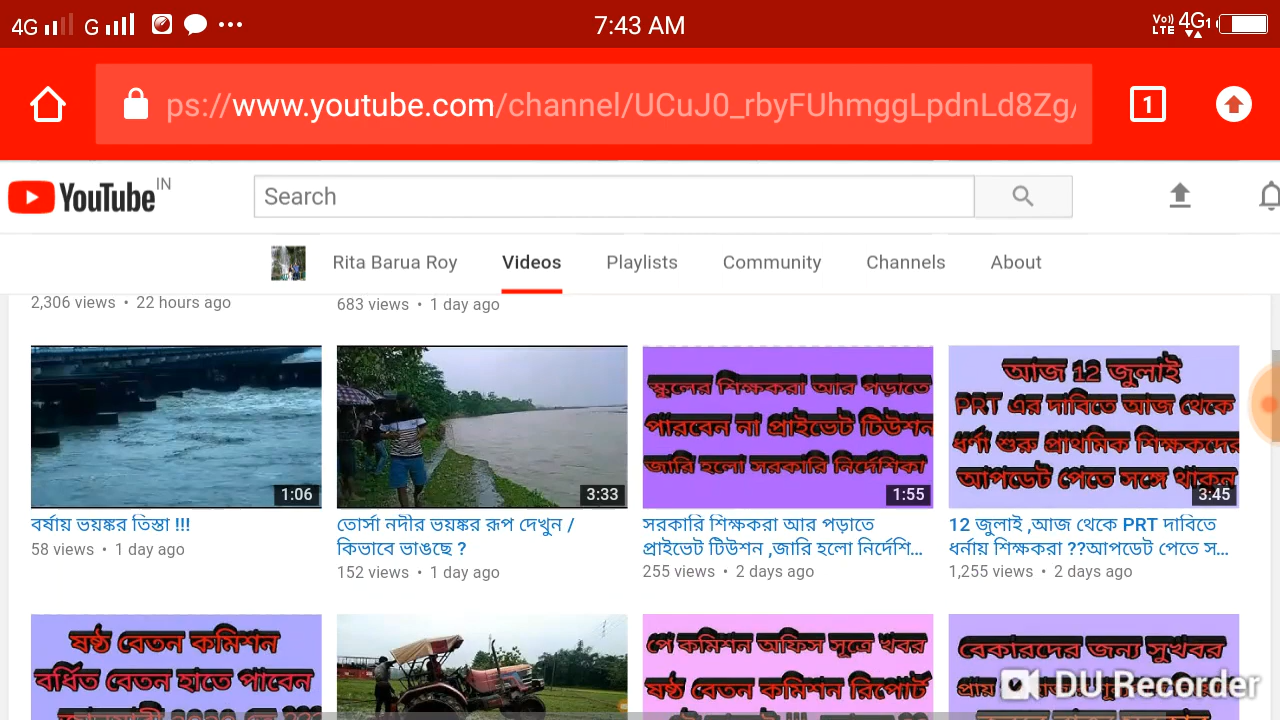 4G G 7:43 AM Vo)) LTE 4G 1
ps://www.youtube.com/channel/UCuJ0_rbyFUhmggLpdnLd8Zg/ 1
YouTube IN Search
Rita Barua Roy Videos Playlists Community Channels About
2,306 views • 22 hours ago
683 views • 1 day ago
1:06
বর্ষায় ভয়ঙ্কর তিস্তা !!!
58 views • 1 day ago
3:33
তোর্সা নদীর ভয়ঙ্কর রূপ দেখুন /
কিভাবে ভাঙছে ?
152 views • 1 day ago
স্কুলের শিক্ষকরা আর পড়াতে
পারবেন না প্রাইভেট টিউশন
জারি হলো সরকারি নির্দেশিকা
1:55
সরকারি শিক্ষকরা আর পড়াতে
প্রাইভেট টিউশন ,জারি হলো নির্দেশি...
255 views • 2 days ago
আজ 12 জুলাই
PRT এর দাবিতে আজ থেকে
ধর্ণা শুরু প্রাথমিক শিক্ষকদের
আপডেট পেতে সঙ্গে থাকুন
3:45
12 জুলাই ,আজ থেকে PRT দাবিতে
ধর্নায় শিক্ষকরা ??আপডেট পেতে স...
1,255 views • 2 days ago
ষষ্ঠ বেতন কমিশন
বর্ধিত বেতন হাতে পাবেন
পে কমিশন অফিস সূত্রে খবর
ষষ্ঠ বেতন কমিশন রিপোর্ট
বেকারদের জন্য সুখবর
প্রায়
DU Recorder